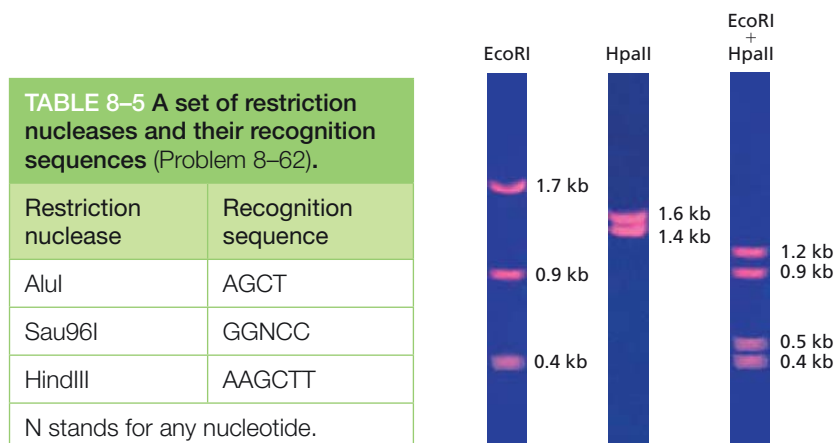 TABLE 8–5 A set of restriction
nucleases and their recognition
sequences (Problem 8–62).
Restriction
nuclease
Recognition
sequence
AluI
AGCT
Sau96I
GGNCC
HindIII
AAGCTT
N stands for any nucleotide.
EcoRI
1.7 kb
0.9 kb
0.4 kb
HpaII
1.6 kb
1.4 kb
EcoRI
+
HpaII
1.2 kb
0.9 kb
0.5 kb
0.4 kb